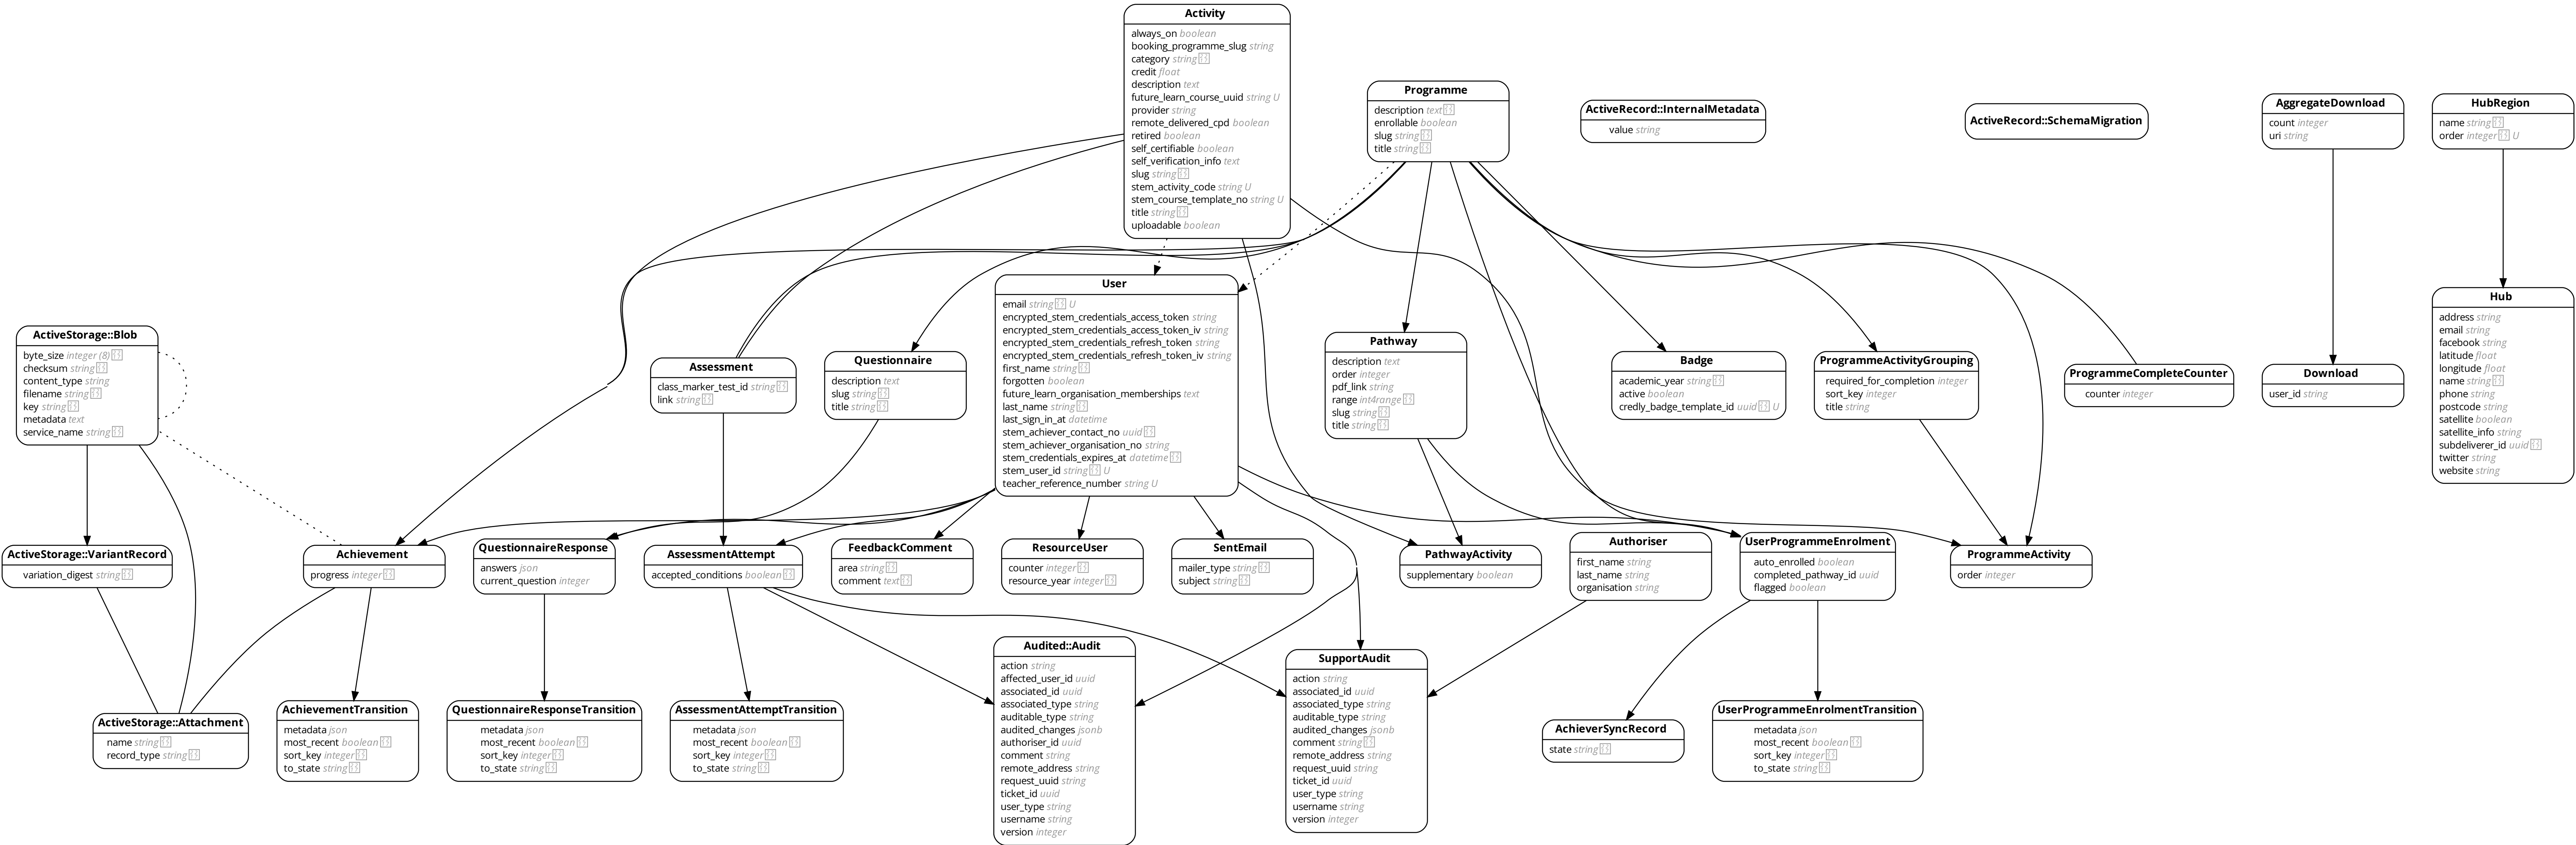 Activity
always_on boolean
booking_programme_slug string
category string
credit float
description text
future_learn_course_uuid string U
provider string
remote_delivered_cpd boolean
retired boolean
self_certifiable boolean
self_verification_info text
slug string
stem_activity_code string U
stem_course_template_no string U
title string
uploadable boolean
Programme
description text
enrollable boolean
slug string
title string
ActiveRecord::InternalMetadata
value string
ActiveRecord::SchemaMigration
AggregateDownload
count integer
uri string
HubRegion
name string
order integer U
User
email string U
encrypted_stem_credentials_access_token string
encrypted_stem_credentials_access_token_iv string
encrypted_stem_credentials_refresh_token string
encrypted_stem_credentials_refresh_token_iv string
first_name string
forgotten boolean
future_learn_organisation_memberships text
last_name string
last_sign_in_at datetime
stem_achiever_contact_no uuid
stem_achiever_organisation_no string
stem_credentials_expires_at datetime
stem_user_id string U
teacher_reference_number string U
Hub
address string
email string
facebook string
latitude float
longitude float
name string
phone string
postcode string
satellite boolean
satellite_info string
subdeliverer_id uuid
twitter string
website string
ActiveStorage::Blob
byte_size integer (8)
checksum string
content_type string
filename string
key string
metadata text
service_name string
Assessment
class_marker_test_id string
link string
Questionnaire
description text
slug string
title string
Pathway
description text
order integer
pdf_link string
range int4range
slug string
title string
Badge
academic_year string
active boolean
credly_badge_template_id uuid U
ProgrammeActivityGrouping
required_for_completion integer
sort_key integer
title string
ProgrammeCompleteCounter
counter integer
Download
user_id string
ActiveStorage::VariantRecord
variation_digest string
Achievement
progress integer
QuestionnaireResponse
answers json
current_question integer
AssessmentAttempt
accepted_conditions boolean
FeedbackComment
area string
comment text
ResourceUser
counter integer
resource_year integer
SentEmail
mailer_type string
subject string
PathwayActivity
supplementary boolean
Authoriser
first_name string
last_name string
organisation string
UserProgrammeEnrolment
auto_enrolled boolean
completed_pathway_id uuid
flagged boolean
ProgrammeActivity
order integer
ActiveStorage::Attachment
name string
record_type string
AchievementTransition
metadata json
most_recent boolean
sort_key integer
to_state string
QuestionnaireResponseTransition
metadata json
most_recent boolean
sort_key integer
to_state string
AssessmentAttemptTransition
metadata json
most_recent boolean
sort_key integer
to_state string
Audited::Audit
action string
affected_user_id uuid
associated_id uuid
associated_type string
auditable_type string
audited_changes jsonb
authoriser_id uuid
comment string
remote_address string
request_uuid string
ticket_id uuid
user_type string
username string
version integer
SupportAudit
action string
associated_id uuid
associated_type string
auditable_type string
audited_changes jsonb
comment string
remote_address string
request_uuid string
ticket_id uuid
user_type string
username string
version integer
AchieverSyncRecord
state string
UserProgrammeEnrolmentTransition
metadata json
most_recent boolean
sort_key integer
to_state string